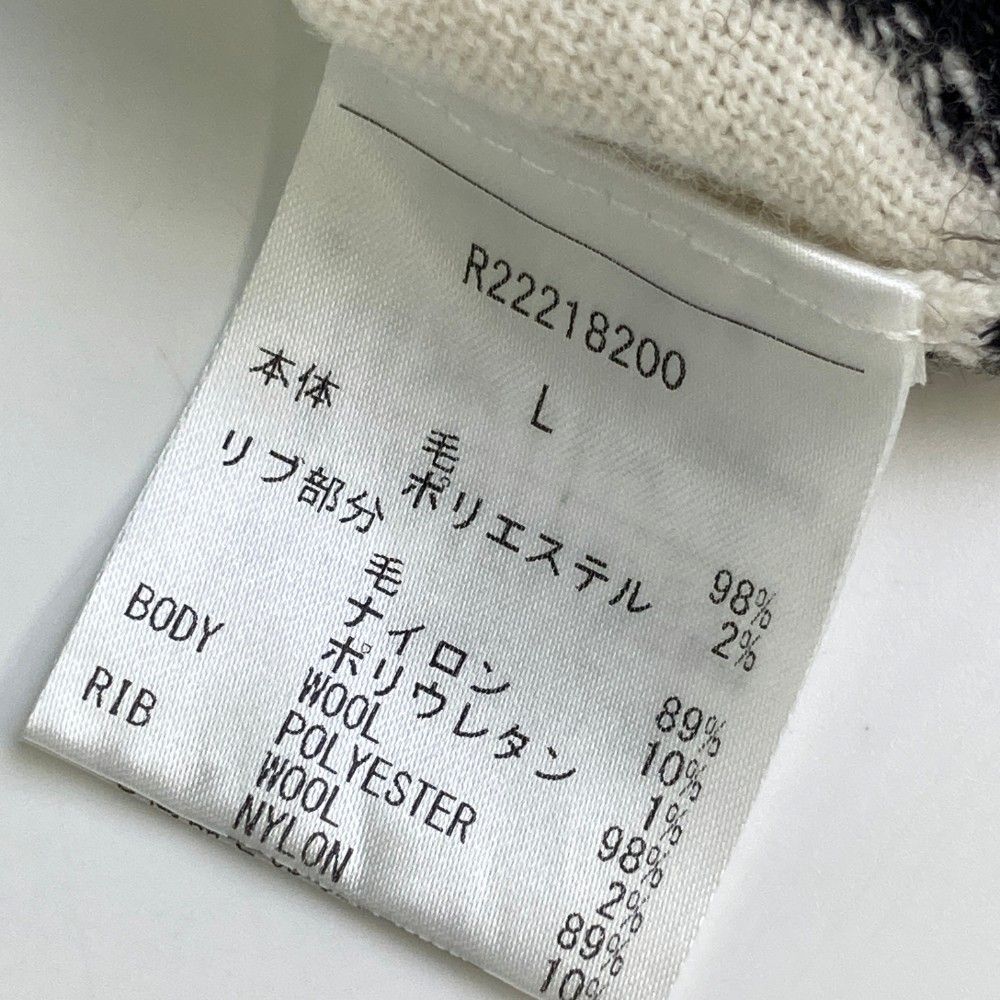 R22218200
L
本体 毛 98%
ポリエステル 2%
リブ部分 毛 89%
ナイロン 10%
ポリウレタン 1%
BODY WOOL 98%
POLYESTER 2%
RIB WOOL 89%
NYLON 10%